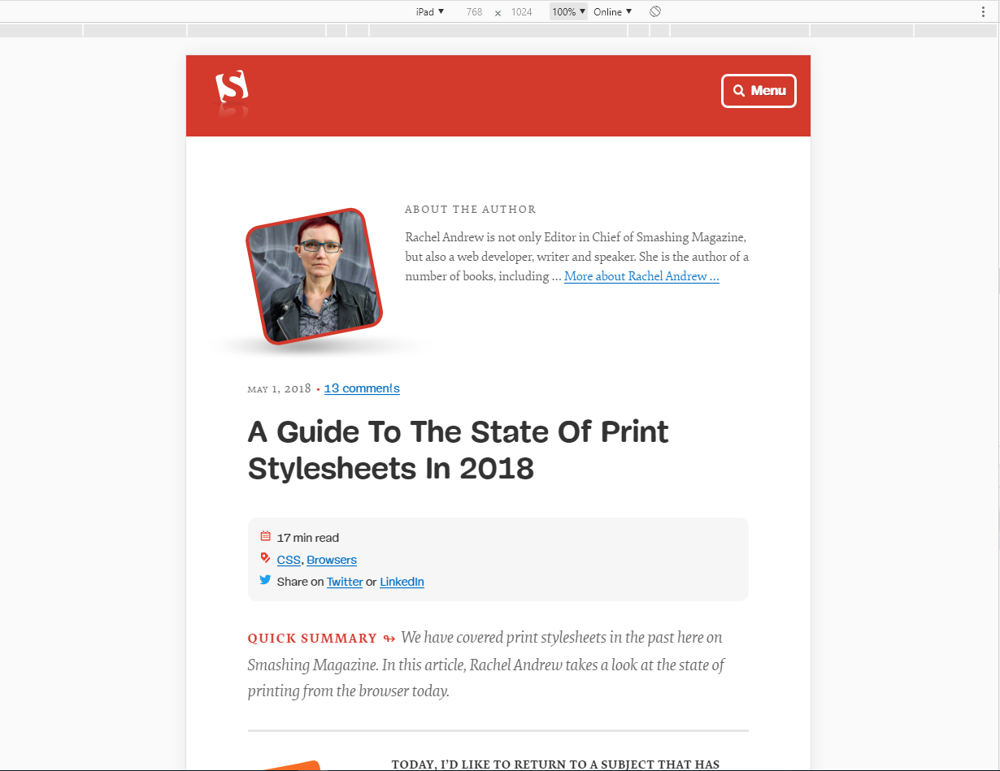 iPad ▼ 768 × 1024 100% ▼ Online ▼
S
Menu
ABOUT THE AUTHOR
Rachel Andrew is not only Editor in Chief of Smashing Magazine,
but also a web developer, writer and speaker. She is the author of a
number of books, including … More about Rachel Andrew …
MAY 1, 2018 • 13 comments
A Guide To The State Of Print
Stylesheets In 2018
17 min read
CSS, Browsers
Share on Twitter or LinkedIn
QUICK SUMMARY ↬ We have covered print stylesheets in the past here on
Smashing Magazine. In this article, Rachel Andrew takes a look at the state of
printing from the browser today.
TODAY, I’D LIKE TO RETURN TO A SUBJECT THAT HAS